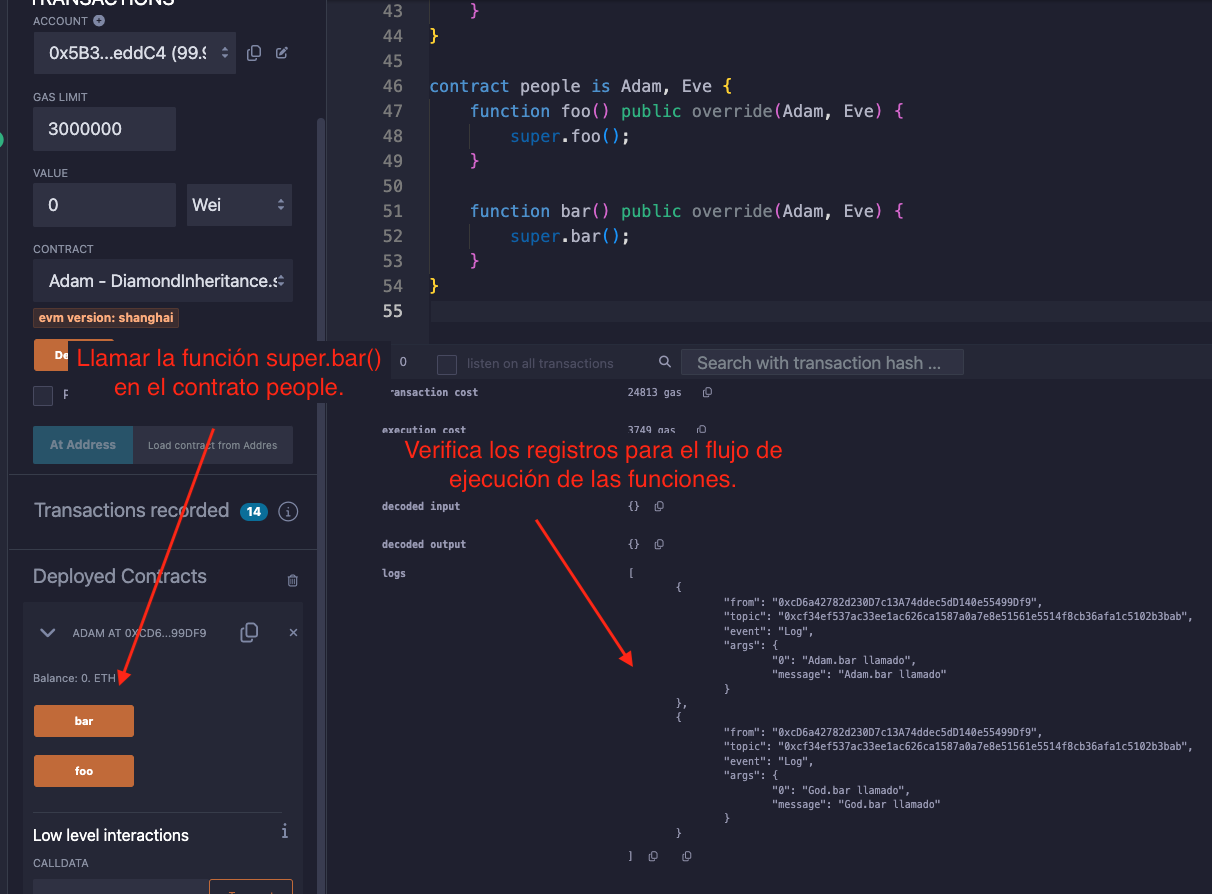 TRANSACTIONS
ACCOUNT
0x5B3...eddC4 (99.9
GAS LIMIT
3000000
VALUE
0
Wei
CONTRACT
Adam - DiamondInheritance.s
evm version: shanghai
De
At Address
Load contract from Addres
Transactions recorded 14 i
Deployed Contracts
ADAM AT 0XCD6...99DF9
Balance: 0. ETH
bar
foo
Low level interactions
i
CALLDATA
43 }
44 }
45
46 contract people is Adam, Eve {
47 function foo() public override(Adam, Eve) {
48 super.foo();
49 }
50
51 function bar() public override(Adam, Eve) {
52 super.bar();
53 }
54 }
55
0
listen on all transactions
Search with transaction hash ...
Llamar la función super.bar()
en el contrato people.
ransaction cost 24813 gas
execution cost 3749 gas
Verifica los registros para el flujo de
ejecución de las funciones.
decoded input {}
decoded output {}
logs [
{
"from": "0xcD6a42782d230D7c13A74ddec5dD140e55499Df9",
"topic": "0xcf34ef537ac33ee1ac626ca1587a0a7e8e51561e5514f8cb36afa1c5102b3bab",
"event": "Log",
"args": {
"0": "Adam.bar llamado",
"message": "Adam.bar llamado"
}
},
{
"from": "0xcD6a42782d230D7c13A74ddec5dD140e55499Df9",
"topic": "0xcf34ef537ac33ee1ac626ca1587a0a7e8e51561e5514f8cb36afa1c5102b3bab",
"event": "Log",
"args": {
"0": "God.bar llamado",
"message": "God.bar llamado"
}
}
]